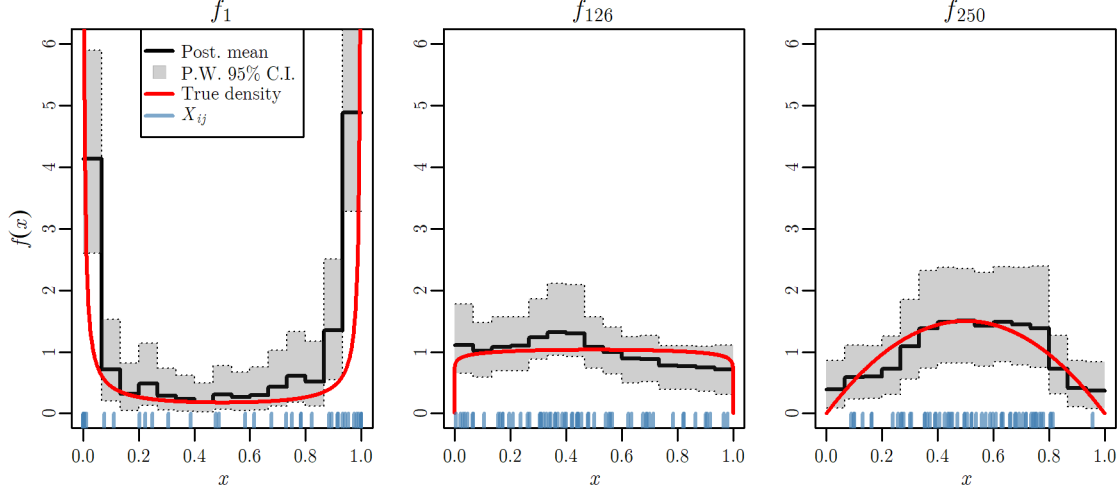 f1 f126 f250
Post. mean
P.W. 95% C.I.
True density
Xij
f(x)
0 1 2 3 4 5 6
0 1 2 3 4 5 6
0 1 2 3 4 5 6
0.0 0.2 0.4 0.6 0.8 1.0 0.0 0.2 0.4 0.6 0.8 1.0 0.0 0.2 0.4 0.6 0.8 1.0
x x x